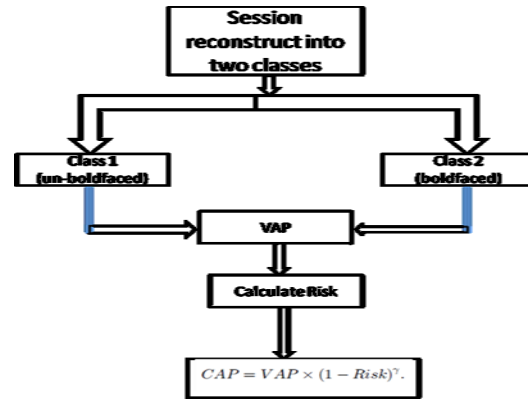 Session
reconstruct into
two classes
Class 1
(un-boldfaced)
Class 2
(boldfaced)
VAP
Calculate Risk
CAP = VAP × (1 − Risk)^γ.